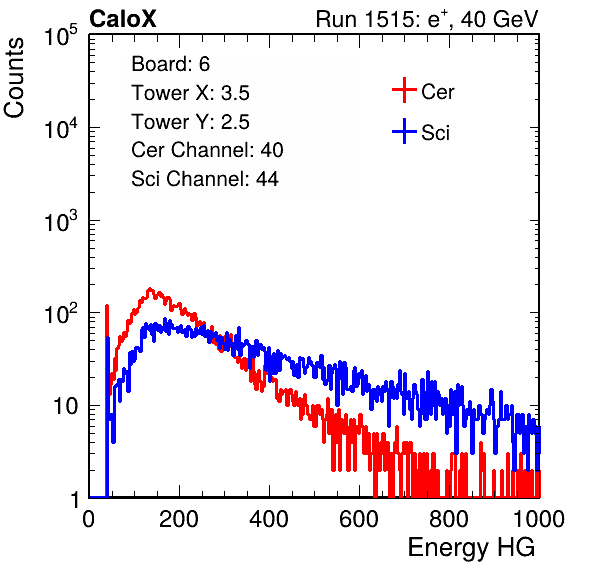 CaloX Run 1515: e⁺, 40 GeV
Counts
Board: 6
Tower X: 3.5
Tower Y: 2.5
Cer Channel: 40
Sci Channel: 44
Cer
Sci
10⁵
10⁴
10³
10²
10
1
0 200 400 600 800 1000
Energy HG